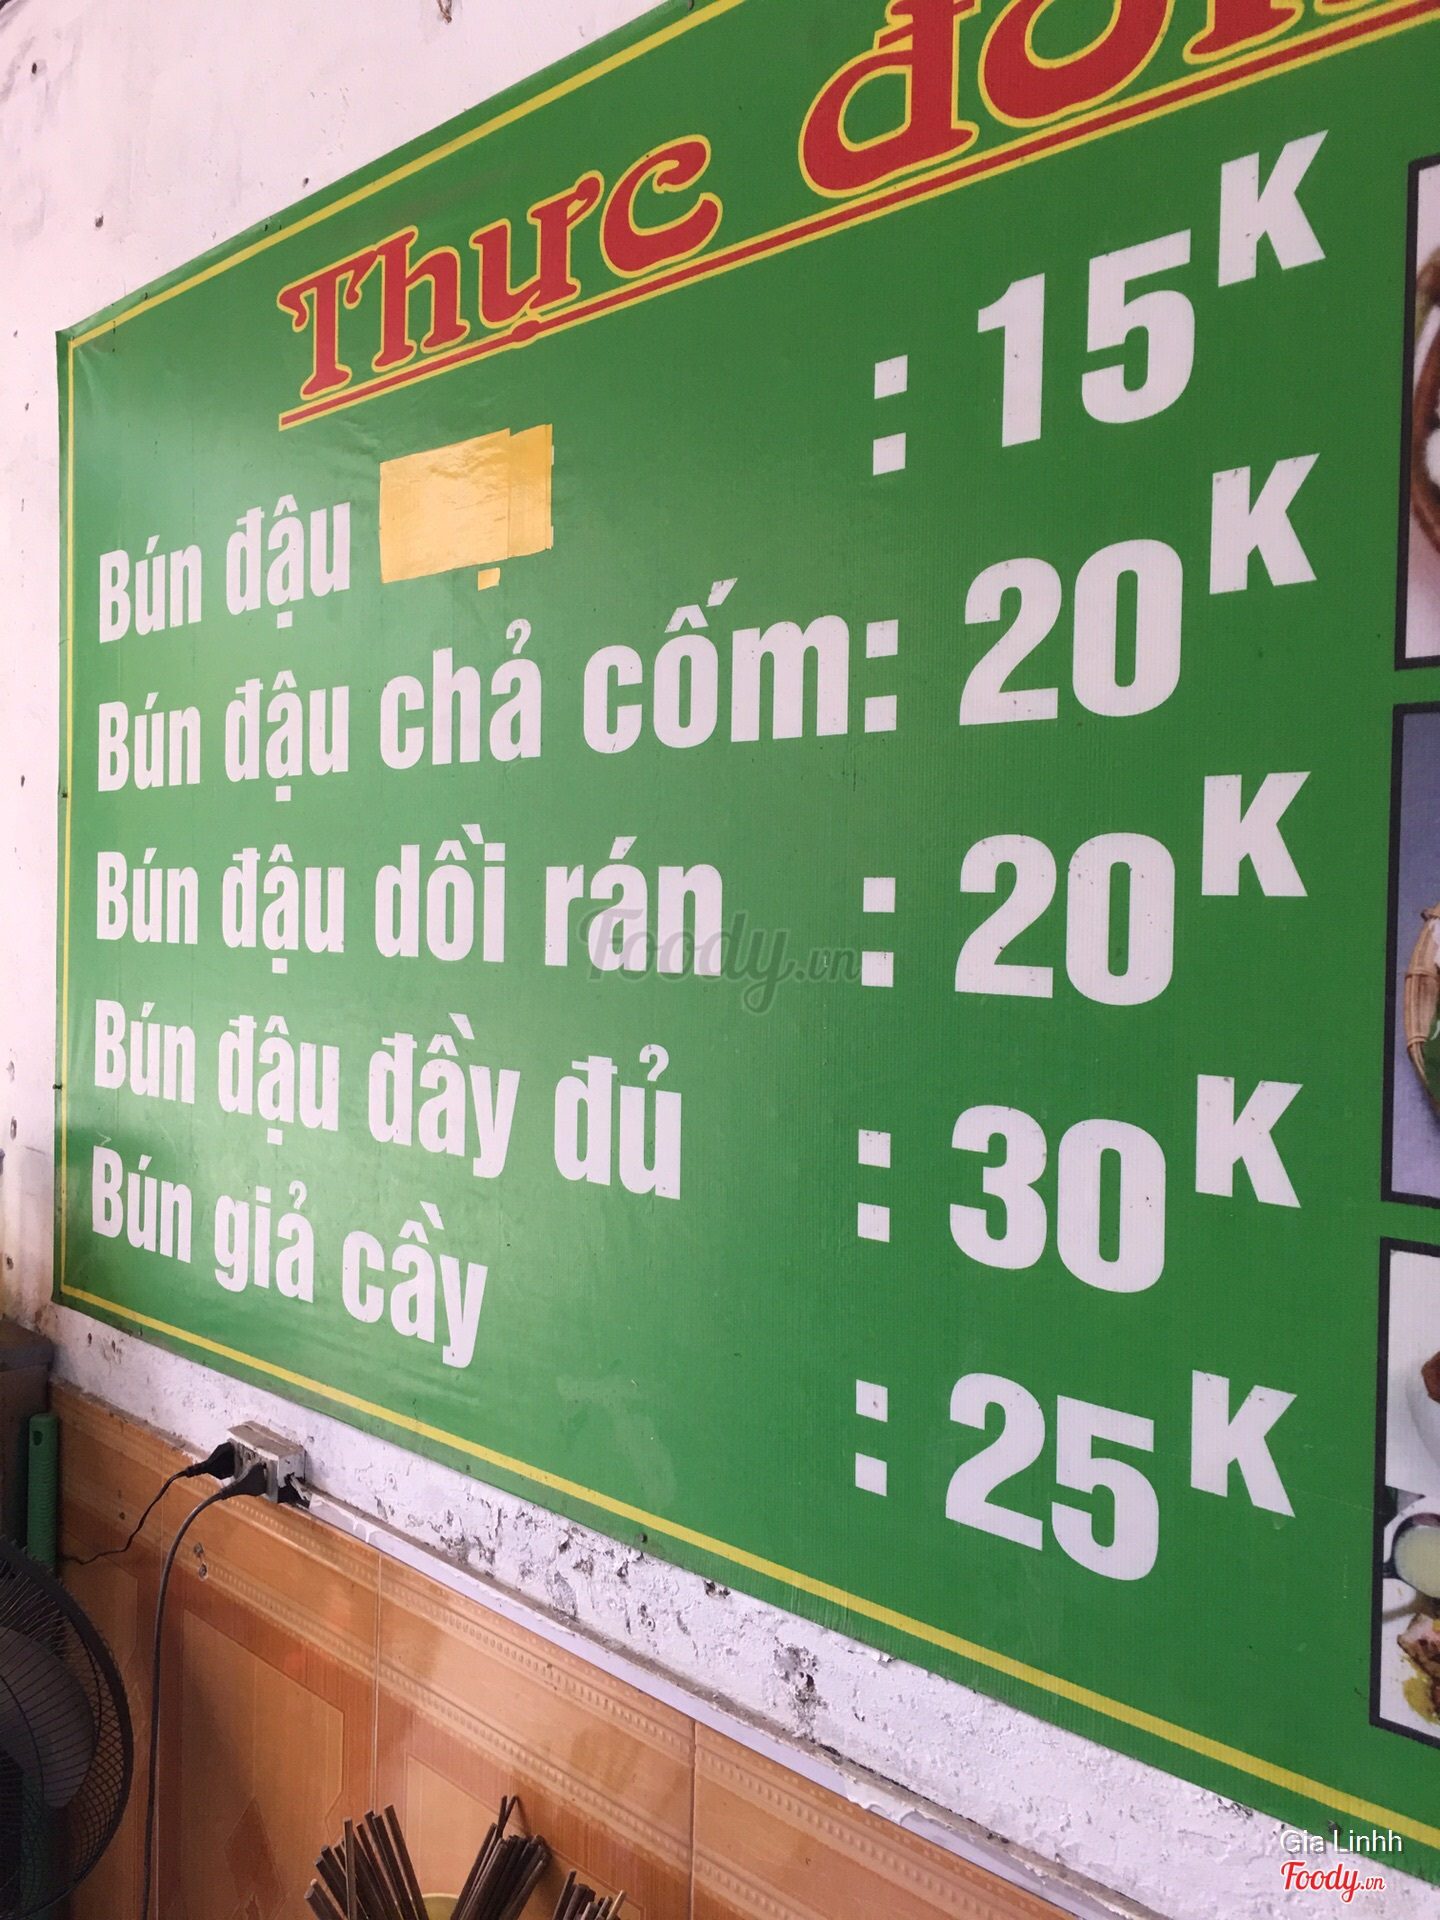 Thực đơn
Bún đậu : 15K
Bún đậu chả cốm : 20K
Bún đậu dồi rán : 20K
Bún đậu đầy đủ : 30K
Bún giả cầy : 25K
Foody.vn
Gia Linhh
Foody.vn